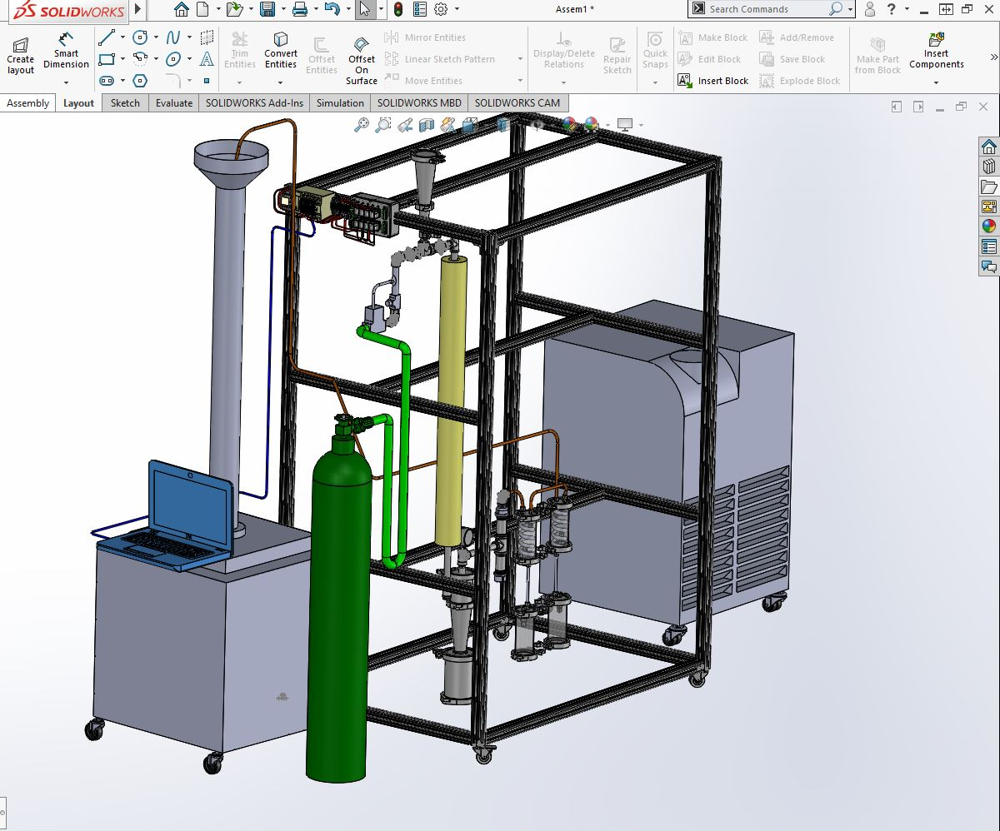 SOLIDWORKS
Assem1 *
Search Commands
?
Create layout
Smart Dimension
A
Trim Entities
Convert Entities
Offset Entities
Offset On Surface
Mirror Entities
Linear Sketch Pattern
Move Entities
Display/Delete Relations
Repair Sketch
Quick Snaps
Make Block
Edit Block
Insert Block
Add/Remove
Save Block
Explode Block
Make Part from Block
Insert Components
Assembly
Layout
Sketch
Evaluate
SOLIDWORKS Add-Ins
Simulation
SOLIDWORKS MBD
SOLIDWORKS CAM